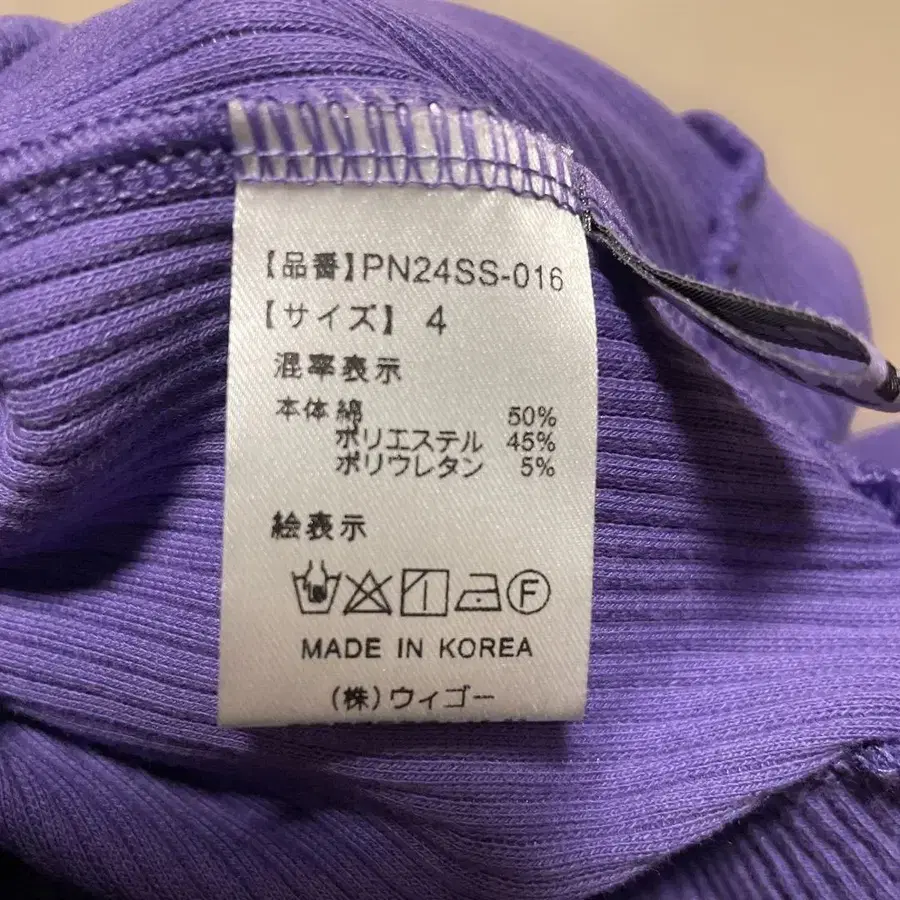 【品番】PN24SS-016
【サイズ】 4
混率表示
本体 綿 50%
ポリエステル 45%
ポリウレタン 5%
絵表示
F
MADE IN KOREA
(株)ウィゴー